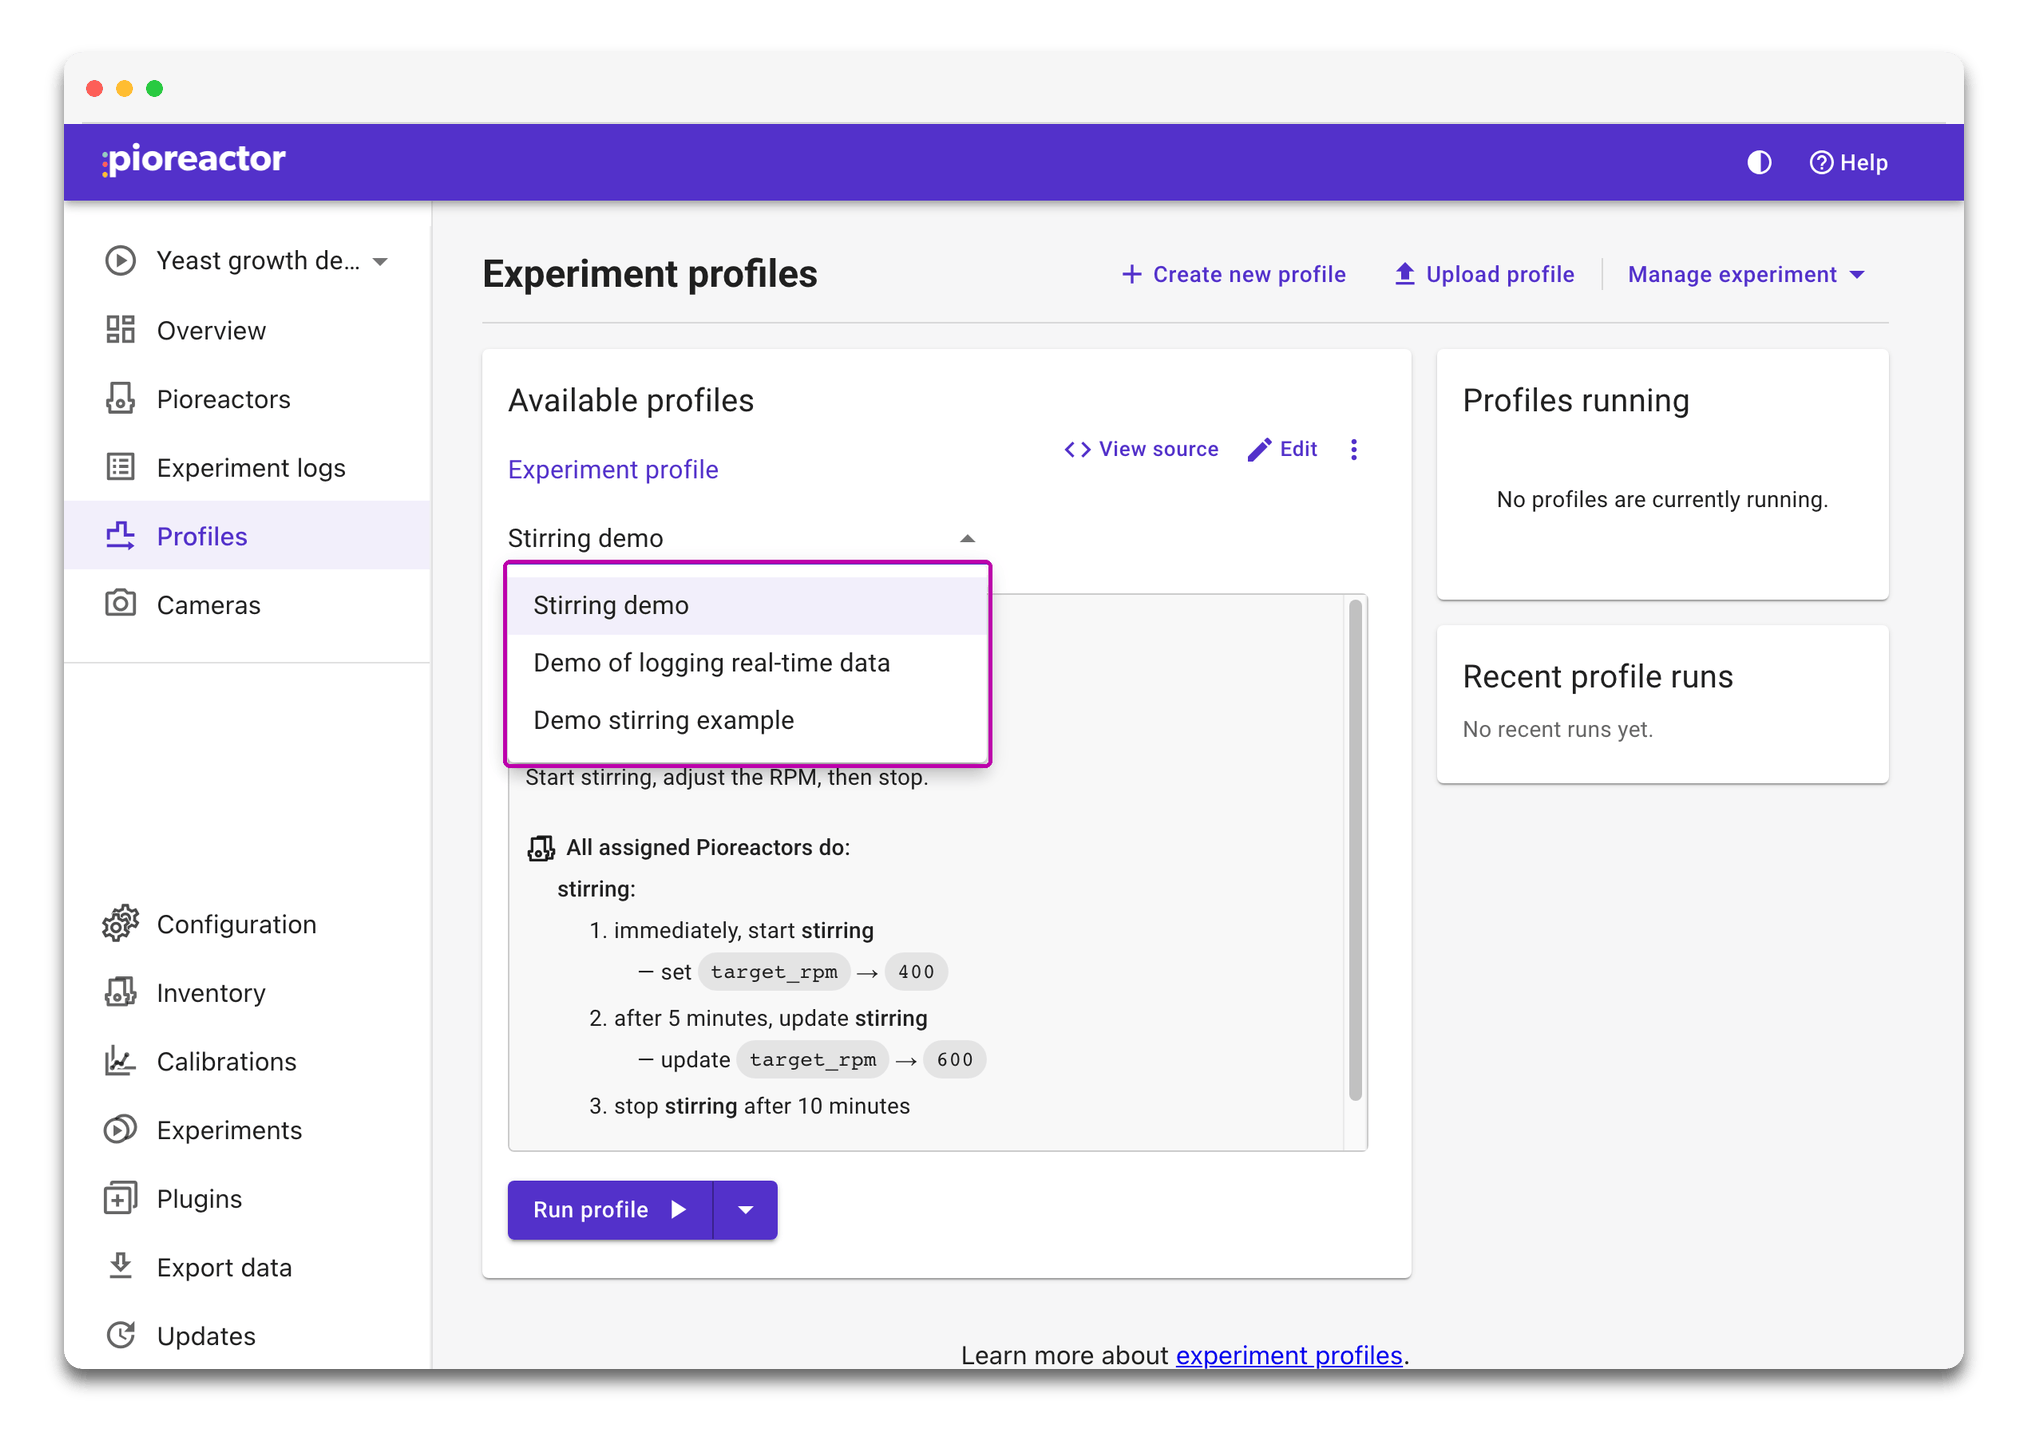 pioreactor
Help
Yeast growth de...
Overview
Pioreactors
Experiment logs
Profiles
Cameras
Configuration
Inventory
Calibrations
Experiments
Plugins
Export data
Updates
Experiment profiles
Create new profile
Upload profile
Manage experiment
Available profiles
View source
Edit
Experiment profile
Stirring demo
Stirring demo
Demo of logging real-time data
Demo stirring example
Start stirring, adjust the RPM, then stop.
All assigned Pioreactors do:
stirring:
1. immediately, start stirring
— set target_rpm → 400
2. after 5 minutes, update stirring
— update target_rpm → 600
3. stop stirring after 10 minutes
Run profile
Profiles running
No profiles are currently running.
Recent profile runs
No recent runs yet.
Learn more about experiment profiles.